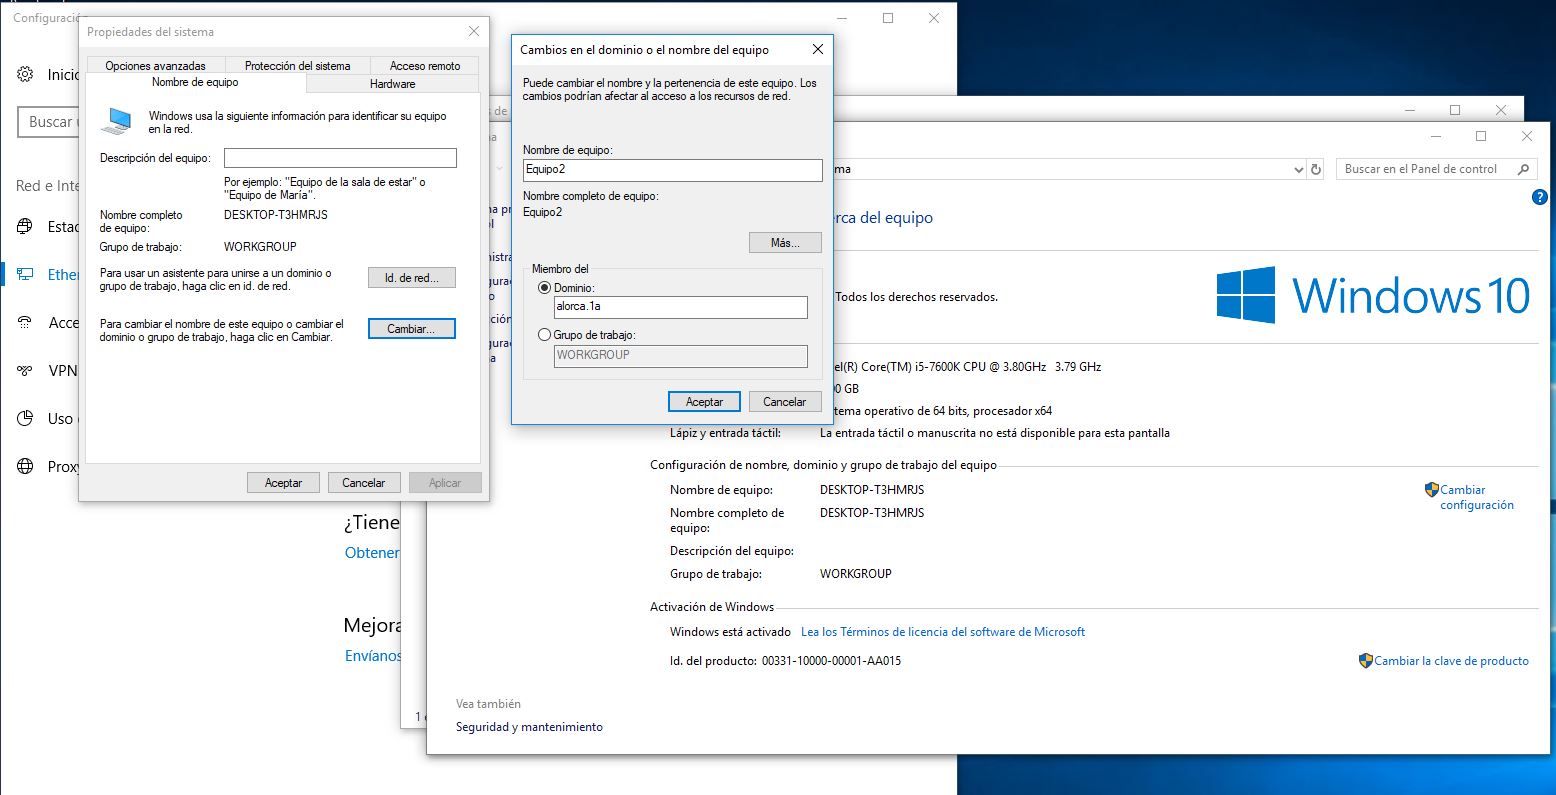 Configuración
Inicio
Buscar
Red e Inte
Estad
Ether
Acce
VPN
Uso
Proxy
¿Tiene
Obtener
Mejora
Envíanos
Propiedades del sistema
Opciones avanzadas
Protección del sistema
Acceso remoto
Nombre de equipo
Hardware
Windows usa la siguiente información para identificar su equipo
en la red.
Descripción del equipo:
Por ejemplo: "Equipo de la sala de estar" o
"Equipo de María".
Nombre completo
de equipo:
DESKTOP-T3HMRJS
Grupo de trabajo:
WORKGROUP
Para usar un asistente para unirse a un dominio o
grupo de trabajo, haga clic en id. de red.
Id. de red...
Para cambiar el nombre de este equipo o cambiar el
dominio o grupo de trabajo, haga clic en Cambiar.
Cambiar...
Aceptar
Cancelar
Aplicar
Cambios en el dominio o el nombre del equipo
Puede cambiar el nombre y la pertenencia de este equipo. Los
cambios podrían afectar al acceso a los recursos de red.
Nombre de equipo:
Equipo2
Nombre completo de equipo:
Equipo2
Más...
Miembro del
Dominio:
alorca.1a
Grupo de trabajo:
WORKGROUP
Aceptar
Cancelar
s de
na
na pr
ol
nistra
gurac
o
ción
gura
a
ma
Buscar en el Panel de control
erca del equipo
Todos los derechos reservados.
Windows 10
el(R) Core(TM) i5-7600K CPU @ 3.80GHz 3.79 GHz
00 GB
tema operativo de 64 bits, procesador x64
Lápiz y entrada táctil:
La entrada táctil o manuscrita no está disponible para esta pantalla
Configuración de nombre, dominio y grupo de trabajo del equipo
Nombre de equipo:
DESKTOP-T3HMRJS
Cambiar
configuración
Nombre completo de
equipo:
DESKTOP-T3HMRJS
Descripción del equipo:
Grupo de trabajo:
WORKGROUP
Activación de Windows
Windows está activado
Lea los Términos de licencia del software de Microsoft
Id. del producto: 00331-10000-00001-AA015
Cambiar la clave de producto
Vea también
Seguridad y mantenimiento
1